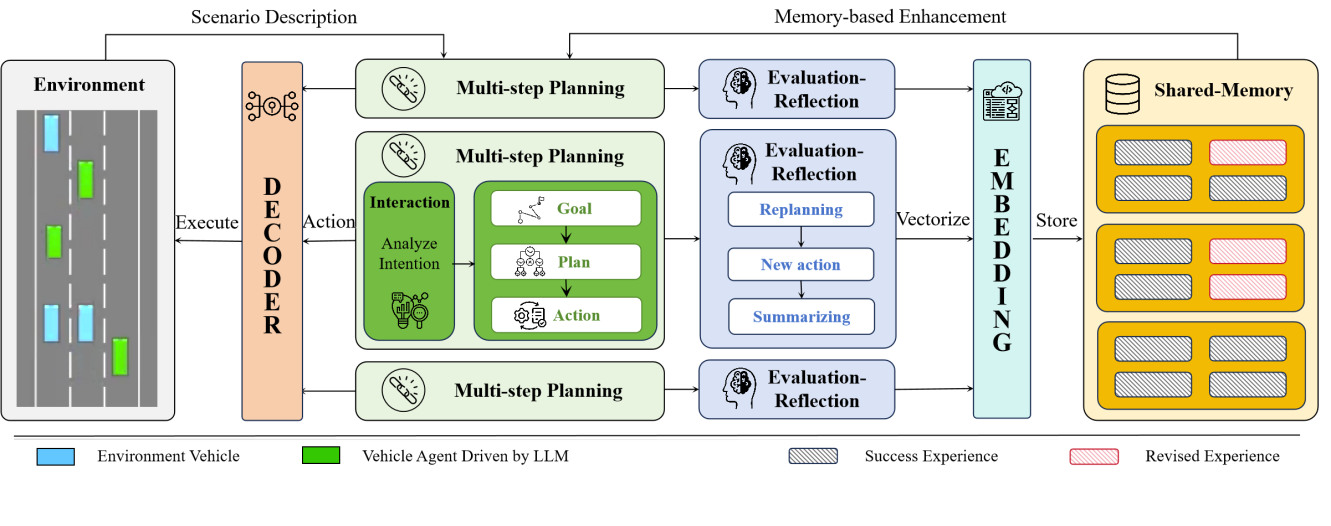 Scenario Description
Memory-based Enhancement
Environment
Execute
DECODER
Action
Multi-step Planning
Multi-step Planning
Interaction
Analyze
Intention
Goal
Plan
Action
Multi-step Planning
Evaluation-
Reflection
Evaluation-
Reflection
Replanning
New action
Summarizing
Evaluation-
Reflection
Vectorize
EMBEDDING
Store
Shared-Memory
Environment Vehicle
Vehicle Agent Driven by LLM
Success Experience
Revised Experience